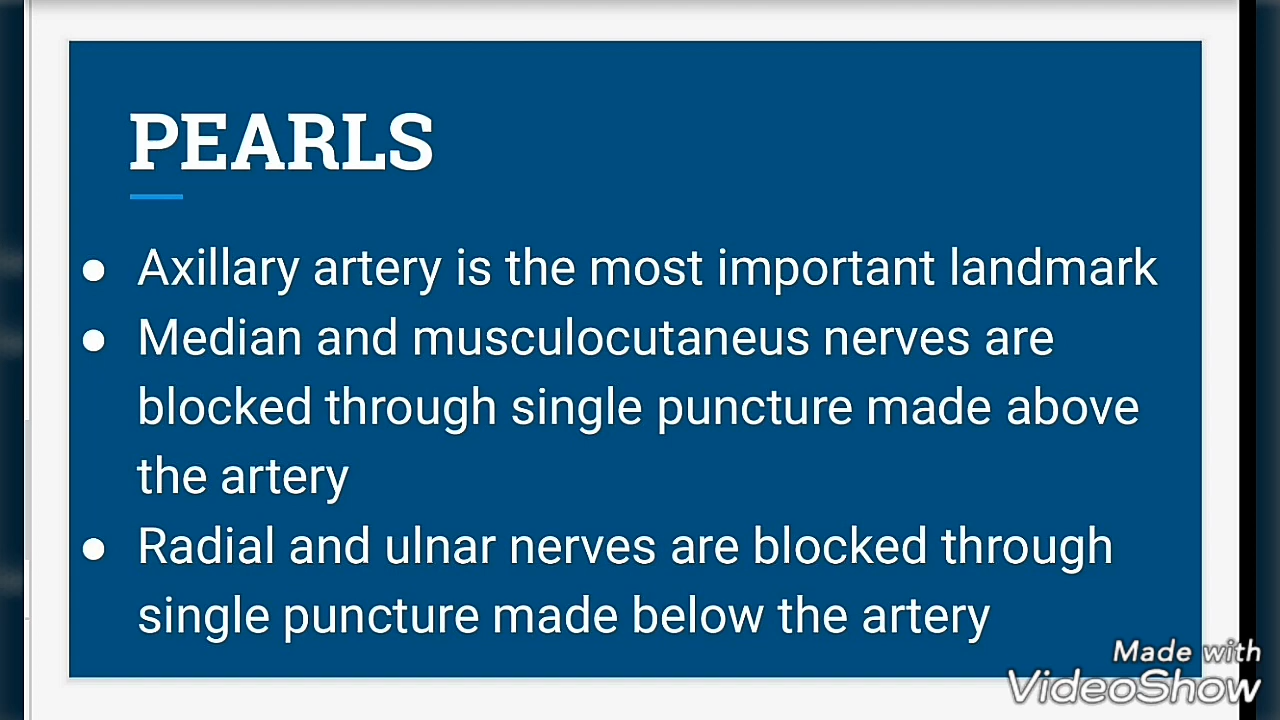 PEARLS
● Axillary artery is the most important landmark
● Median and musculocutaneus nerves are
blocked through single puncture made above
the artery
● Radial and ulnar nerves are blocked through
single puncture made below the artery
Made with
VideoShow